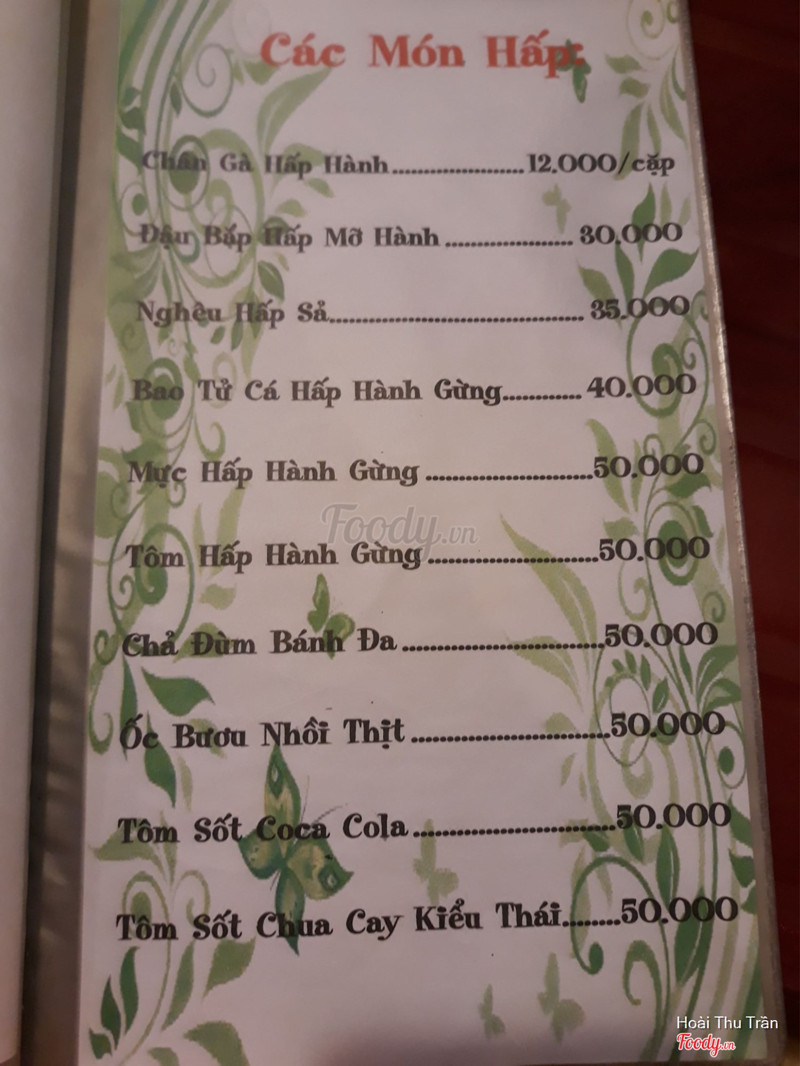 Các Món Hấp:
Chân Gà Hấp Hành......................12.000/cặp
Đậu Bắp Hấp Mỡ Hành..................... 30.000
Nghêu Hấp Sả.......................................... 35.000
Bao Tử Cá Hấp Hành Gừng............. 40.000
Mực Hấp Hành Gừng............................50.000
Foody.vn
Tôm Hấp Hành Gừng............................50.000
Chả Đùm Bánh Đa.................................50.000
Ốc Bươu Nhồi Thịt................................50.000
Tôm Sốt Coca Cola.................................50.000
Tôm Sốt Chua Cay Kiểu Thái.........50.000
Hoài Thu Trần
Foody.vn